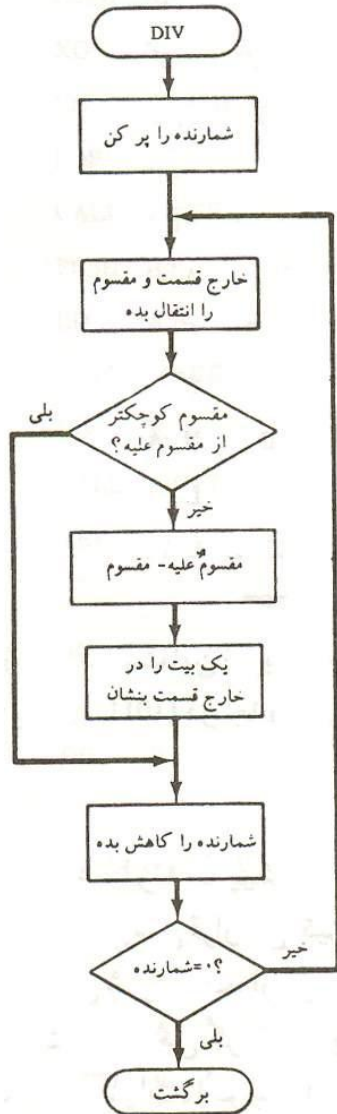 DIV
شمارنده را پر کن
خارج قسمت و مقسوم
را انتقال بده
مقسوم کوچکتر
از مقسوم علیه؟
بلی
خیر
مقسوم علیه - مقسوم
یک بیت را در
خارج قسمت بنشان
شمارنده را کاهش بده
شمارنده=۰؟
خیر
بلی
برگشت